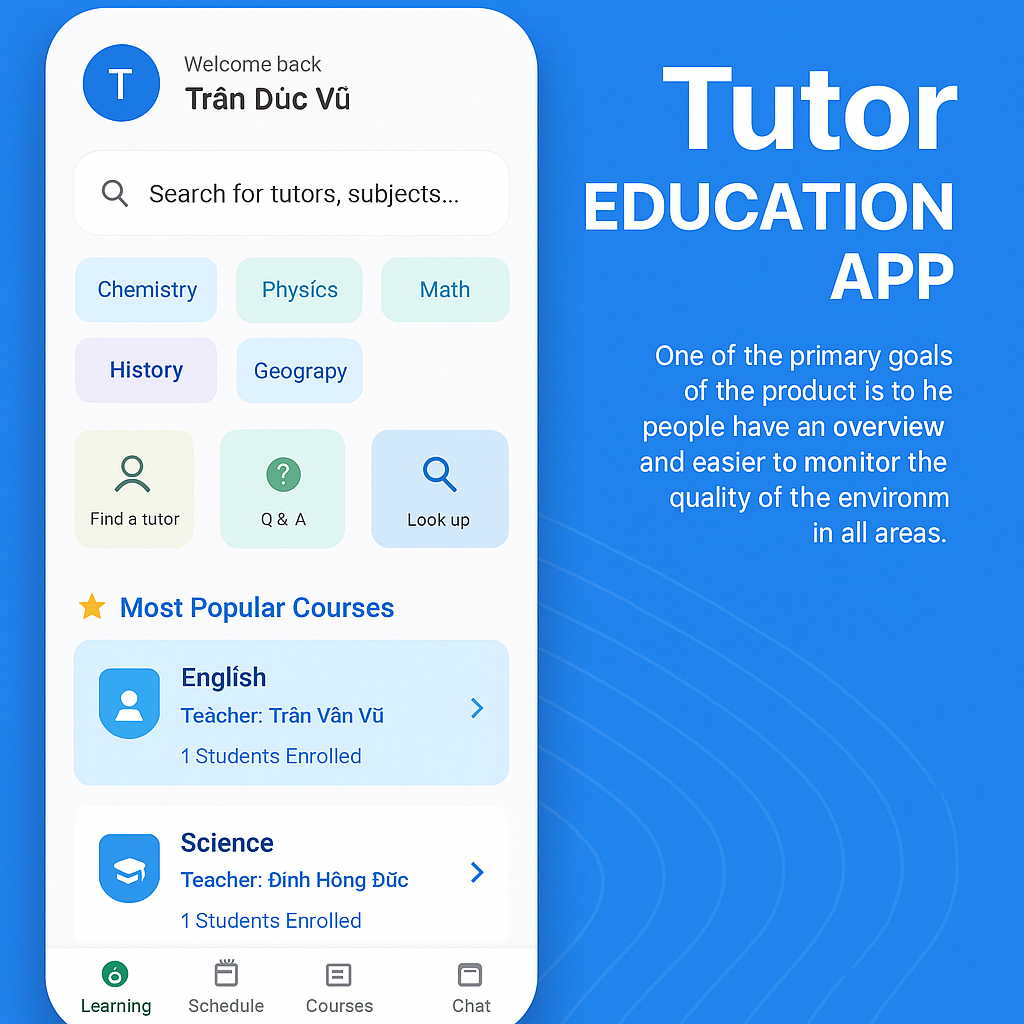 T
Welcome back
Trân Dúc Vũ
Search for tutors, subjects...
Chemistry
Physícs
Math
History
Geograpy
Find a tutor
?
Q & A
Look up
Most Popular Courses
Englísh
Teàcher: Trân Vân Vũ
1 Students Enrolled
Science
Teacher: Đính Hông Đũc
1 Students Enrolled
Learning
Schedule
Courses
Chat
Tutor
EDUCATION
APP
One of the primary goals
of the product is to he
people have an overview
and easier to monitor the
quality of the environm
in all areas.